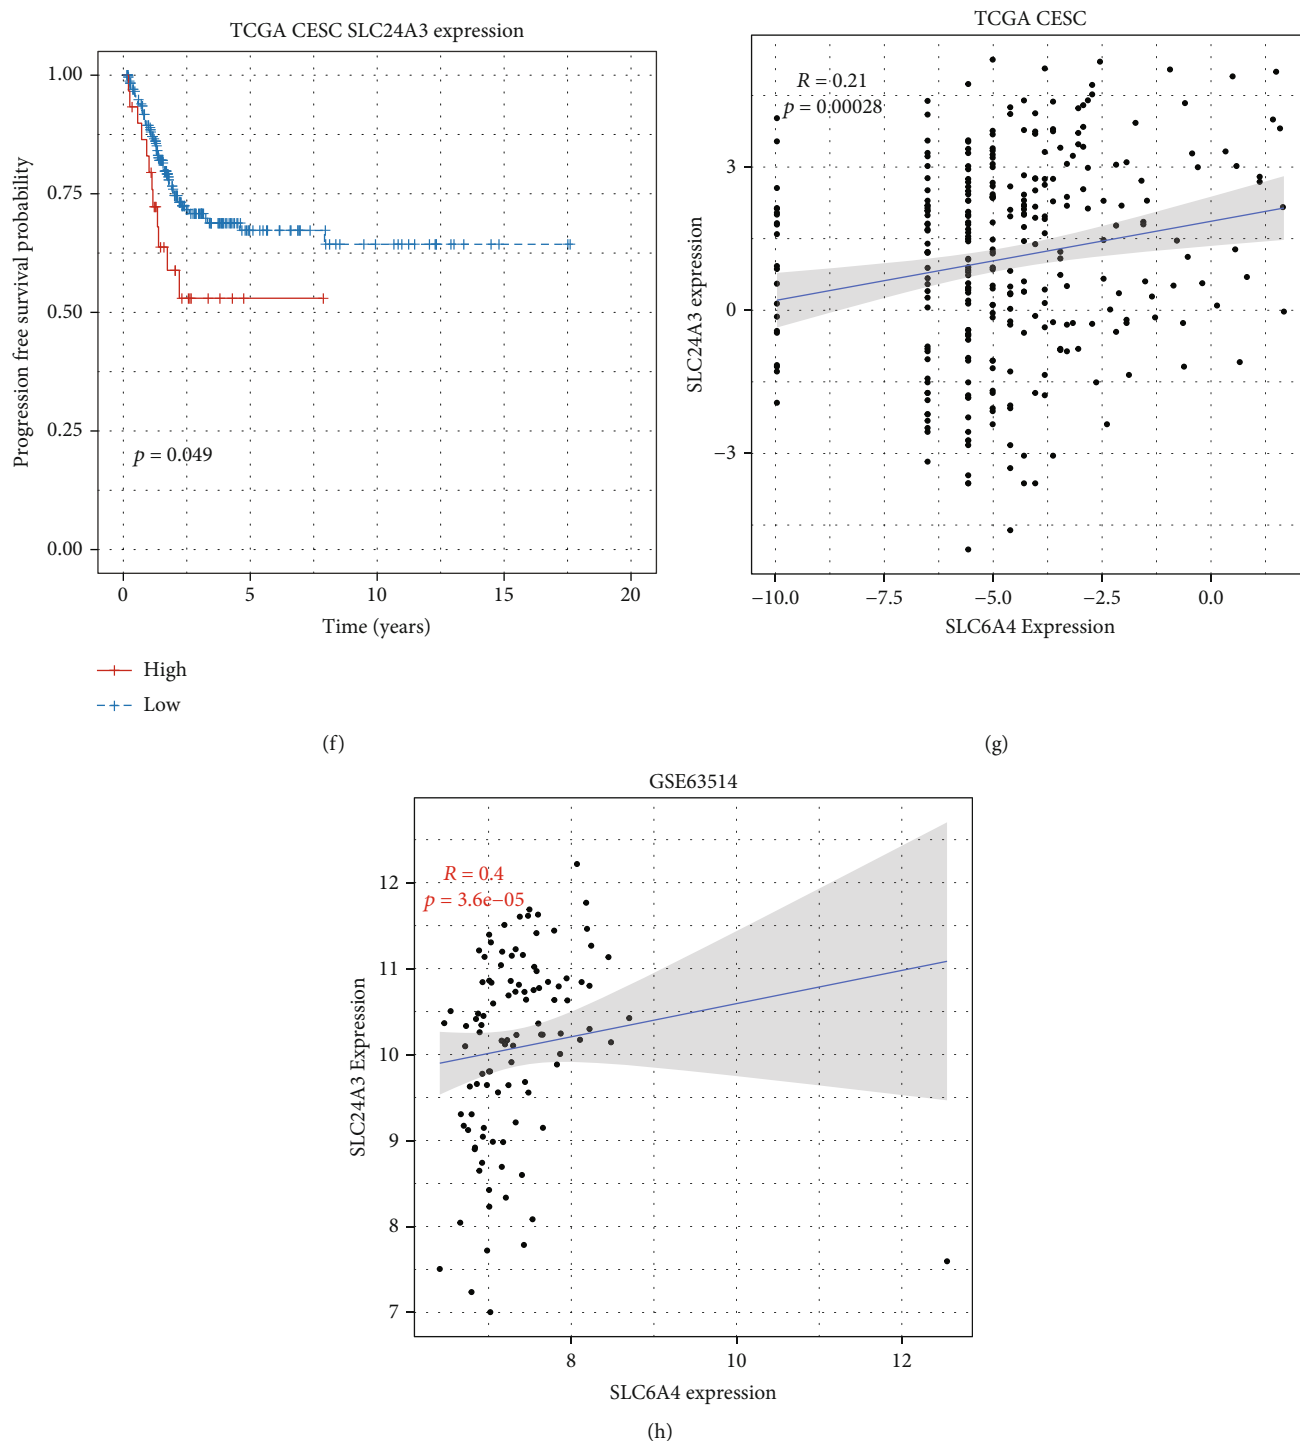 TCGA CESC SLC24A3 expression
1.00
0.75
0.50
0.25
0.00
Progression free survival probability
p = 0.049
0 5 10 15 20
Time (years)
High
Low
(f)
TCGA CESC
R = 0.21
p = 0.00028
3
0
−3
SLC24A3 expression
−10.0 −7.5 −5.0 −2.5 0.0
SLC6A4 Expression
(g)
GSE63514
R = 0.4
p = 3.6e−05
12
11
10
9
8
7
SLC24A3 Expression
8 10 12
SLC6A4 expression
(h)